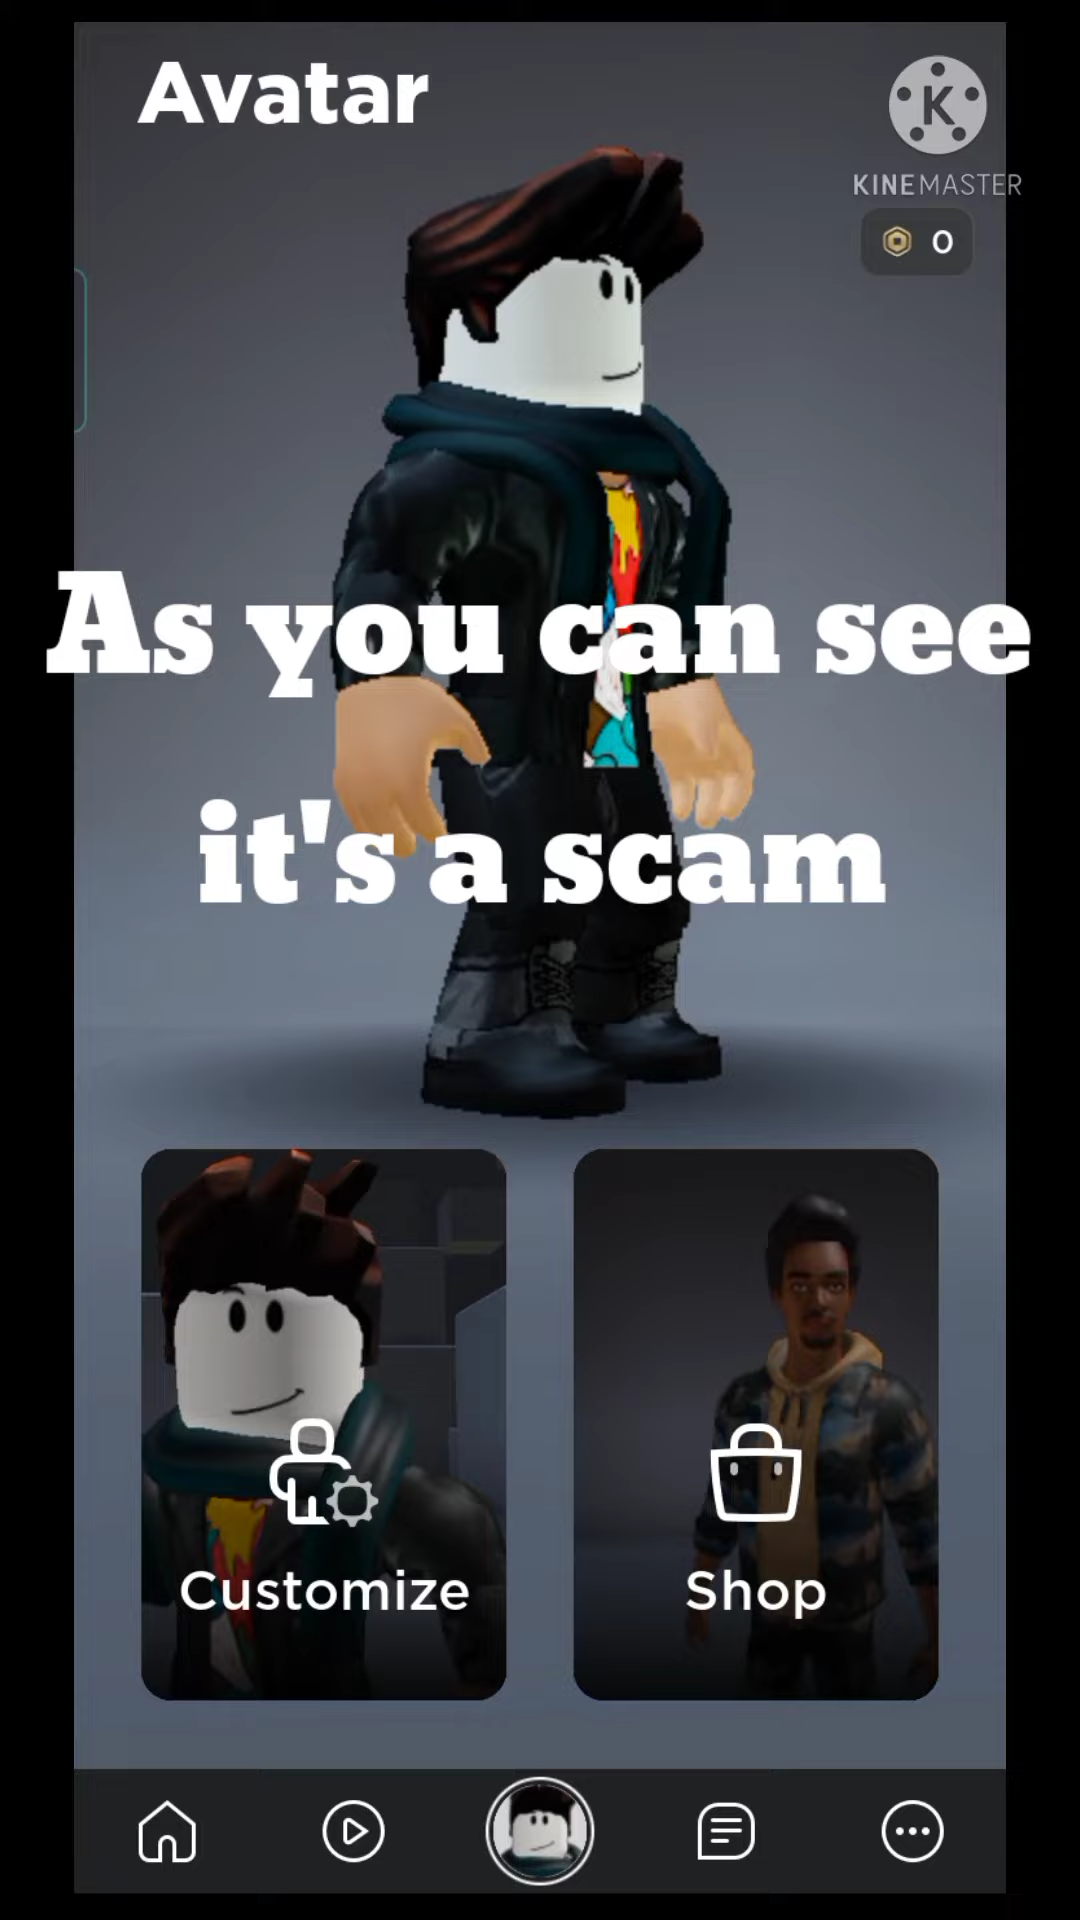 Avatar
K
KINEMASTER
0
As you can see
it's a scam
Customize
Shop